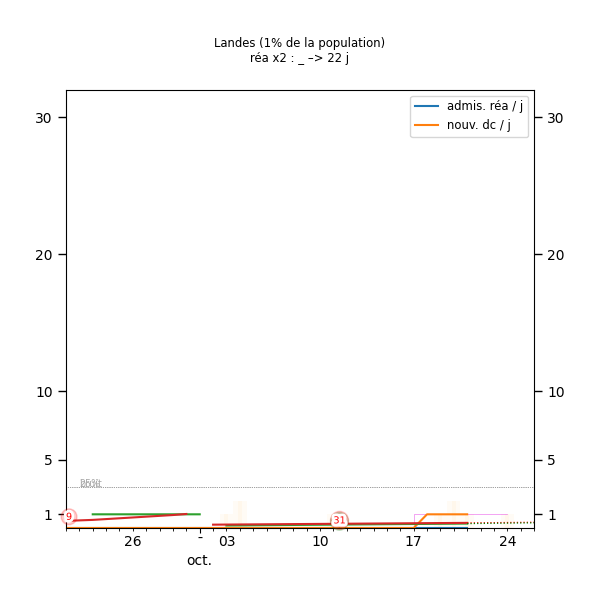 Landes (1% de la population)
réa x2 : _ –> 22 j
admis. réa / j
nouv. dc / j
30 30
20 20
10 10
5 5
1 1
9
31
26 - 03 10 17 24
oct.